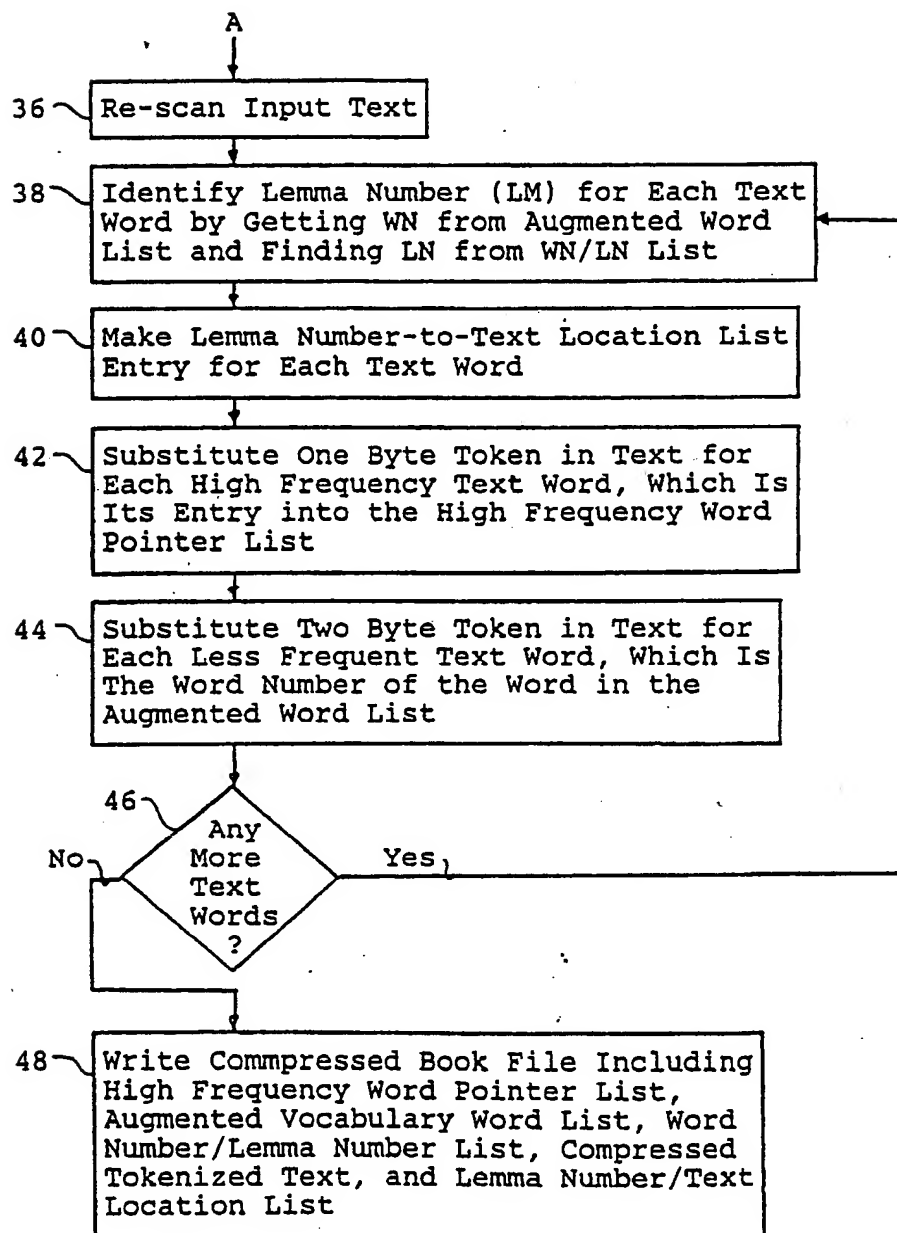 A
36 Re-scan Input Text
38 Identify Lemma Number (LM) for Each Text
Word by Getting WN from Augmented Word
List and Finding LN from WN/LN List
40 Make Lemma Number-to-Text Location List
Entry for Each Text Word
42 Substitute One Byte Token in Text for
Each High Frequency Text Word, Which Is
Its Entry into the High Frequency Word
Pointer List
44 Substitute Two Byte Token in Text for
Each Less Frequent Text Word, Which Is
The Word Number of the Word in the
Augmented Word List
46
Any
No More Yes
Text
Words
?
48 Write Commpressed Book File Including
High Frequency Word Pointer List,
Augmented Vocabulary Word List, Word
Number/Lemma Number List, Compressed
Tokenized Text, and Lemma Number/Text
Location List